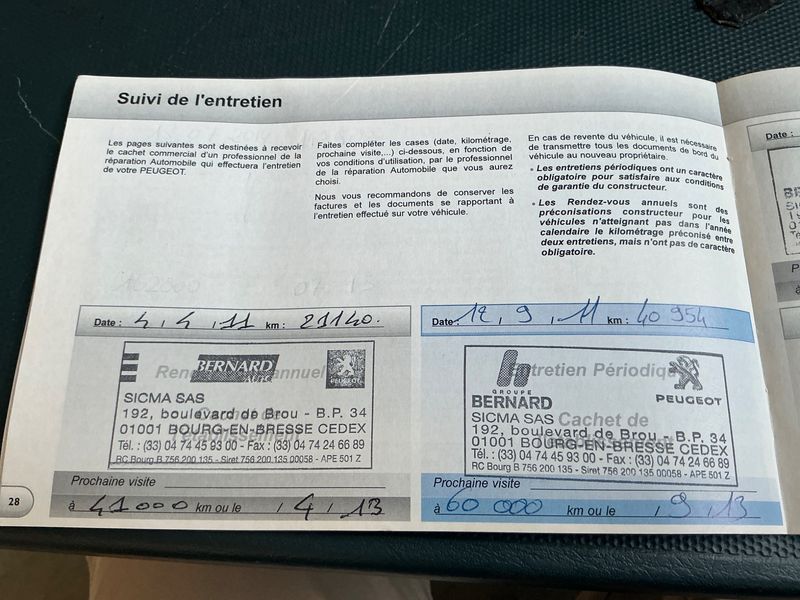 Suivi de l'entretien
Les pages suivantes sont destinées à recevoir
le cachet commercial d'un professionnel de la
réparation Automobile qui effectuera l'entretien
de votre PEUGEOT.
Faites compléter les cases (date, kilométrage,
prochaine visite,...) ci-dessous, en fonction de
vos conditions d'utilisation, par le professionnel
de la réparation Automobile que vous aurez
choisi.
Nous vous recommandons de conserver les
factures et les documents se rapportant à
l'entretien effectué sur votre véhicule.
En cas de revente du véhicule, il est nécessaire
de transmettre tous les documents de bord du
véhicule au nouveau propriétaire.
• Les entretiens périodiques ont un caractère
obligatoire pour satisfaire aux conditions
de garantie du constructeur.
• Les Rendez-vous annuels sont des
préconisations constructeur pour les
véhicules n'atteignant pas dans l'année
calendaire le kilométrage préconisé entre
deux entretiens, mais n'ont pas de caractère
obligatoire.
Date : 4, 4, 11 km : 21140.
BERNARD
AUTO
PEUGEOT
annuel
SICMA SAS
192, boulevard de Brou - B.P. 34
01001 BOURG-EN-BRESSE CEDEX
Tél. : (33) 04 74 45 93 00 - Fax : (33) 04 74 24 66 89
RC Bourg B 756 200 135 - Siret 756 200 135 00058 - APE 501 Z
Prochaine visite
à 41000 km ou le / 4 / 13
Date : 12, 9, 11 km : 40 954
Entretien Périodique
GROUPE
BERNARD
PEUGEOT
SICMA SAS Cachet de
192, boulevard de Brou - B.P. 34
01001 BOURG-EN-BRESSE CEDEX
Tél. : (33) 04 74 45 93 00 - Fax : (33) 04 74 24 66 89
RC Bourg B 756 200 135 - Siret 756 200 135 00058 - APE 501 Z
Prochaine visite
à 60 000 km ou le / 9 / 13
28
Date :